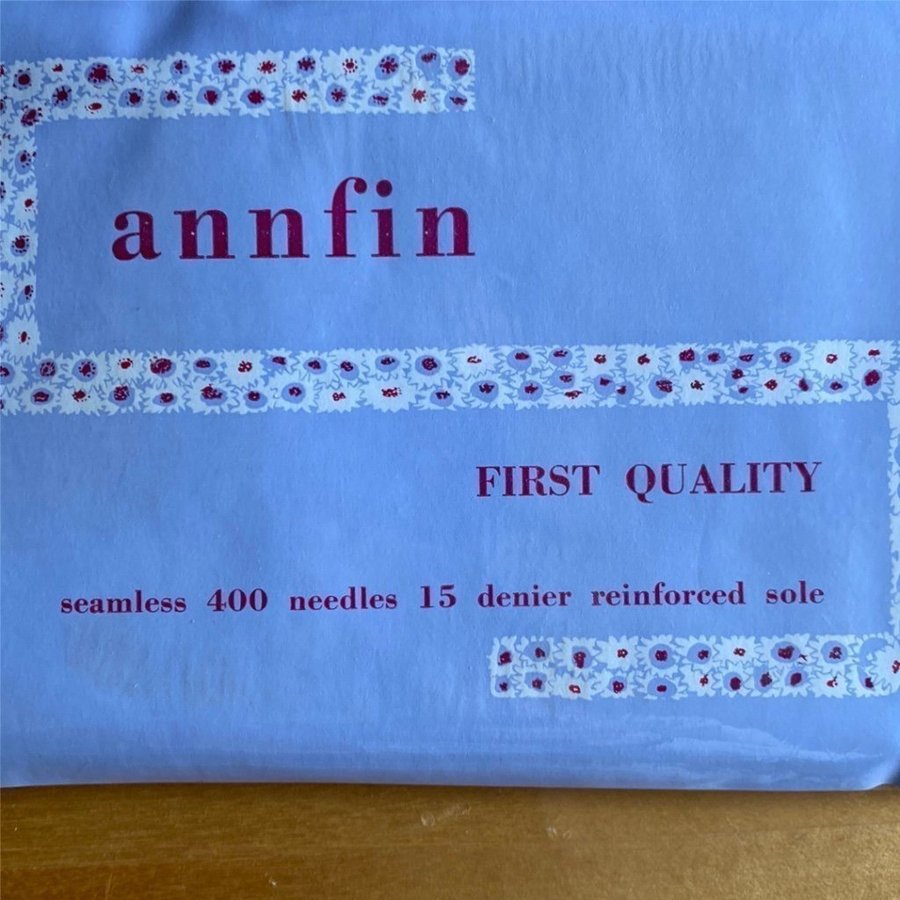 annfin
FIRST QUALITY
seamless 400 needles 15 denier reinforced sole